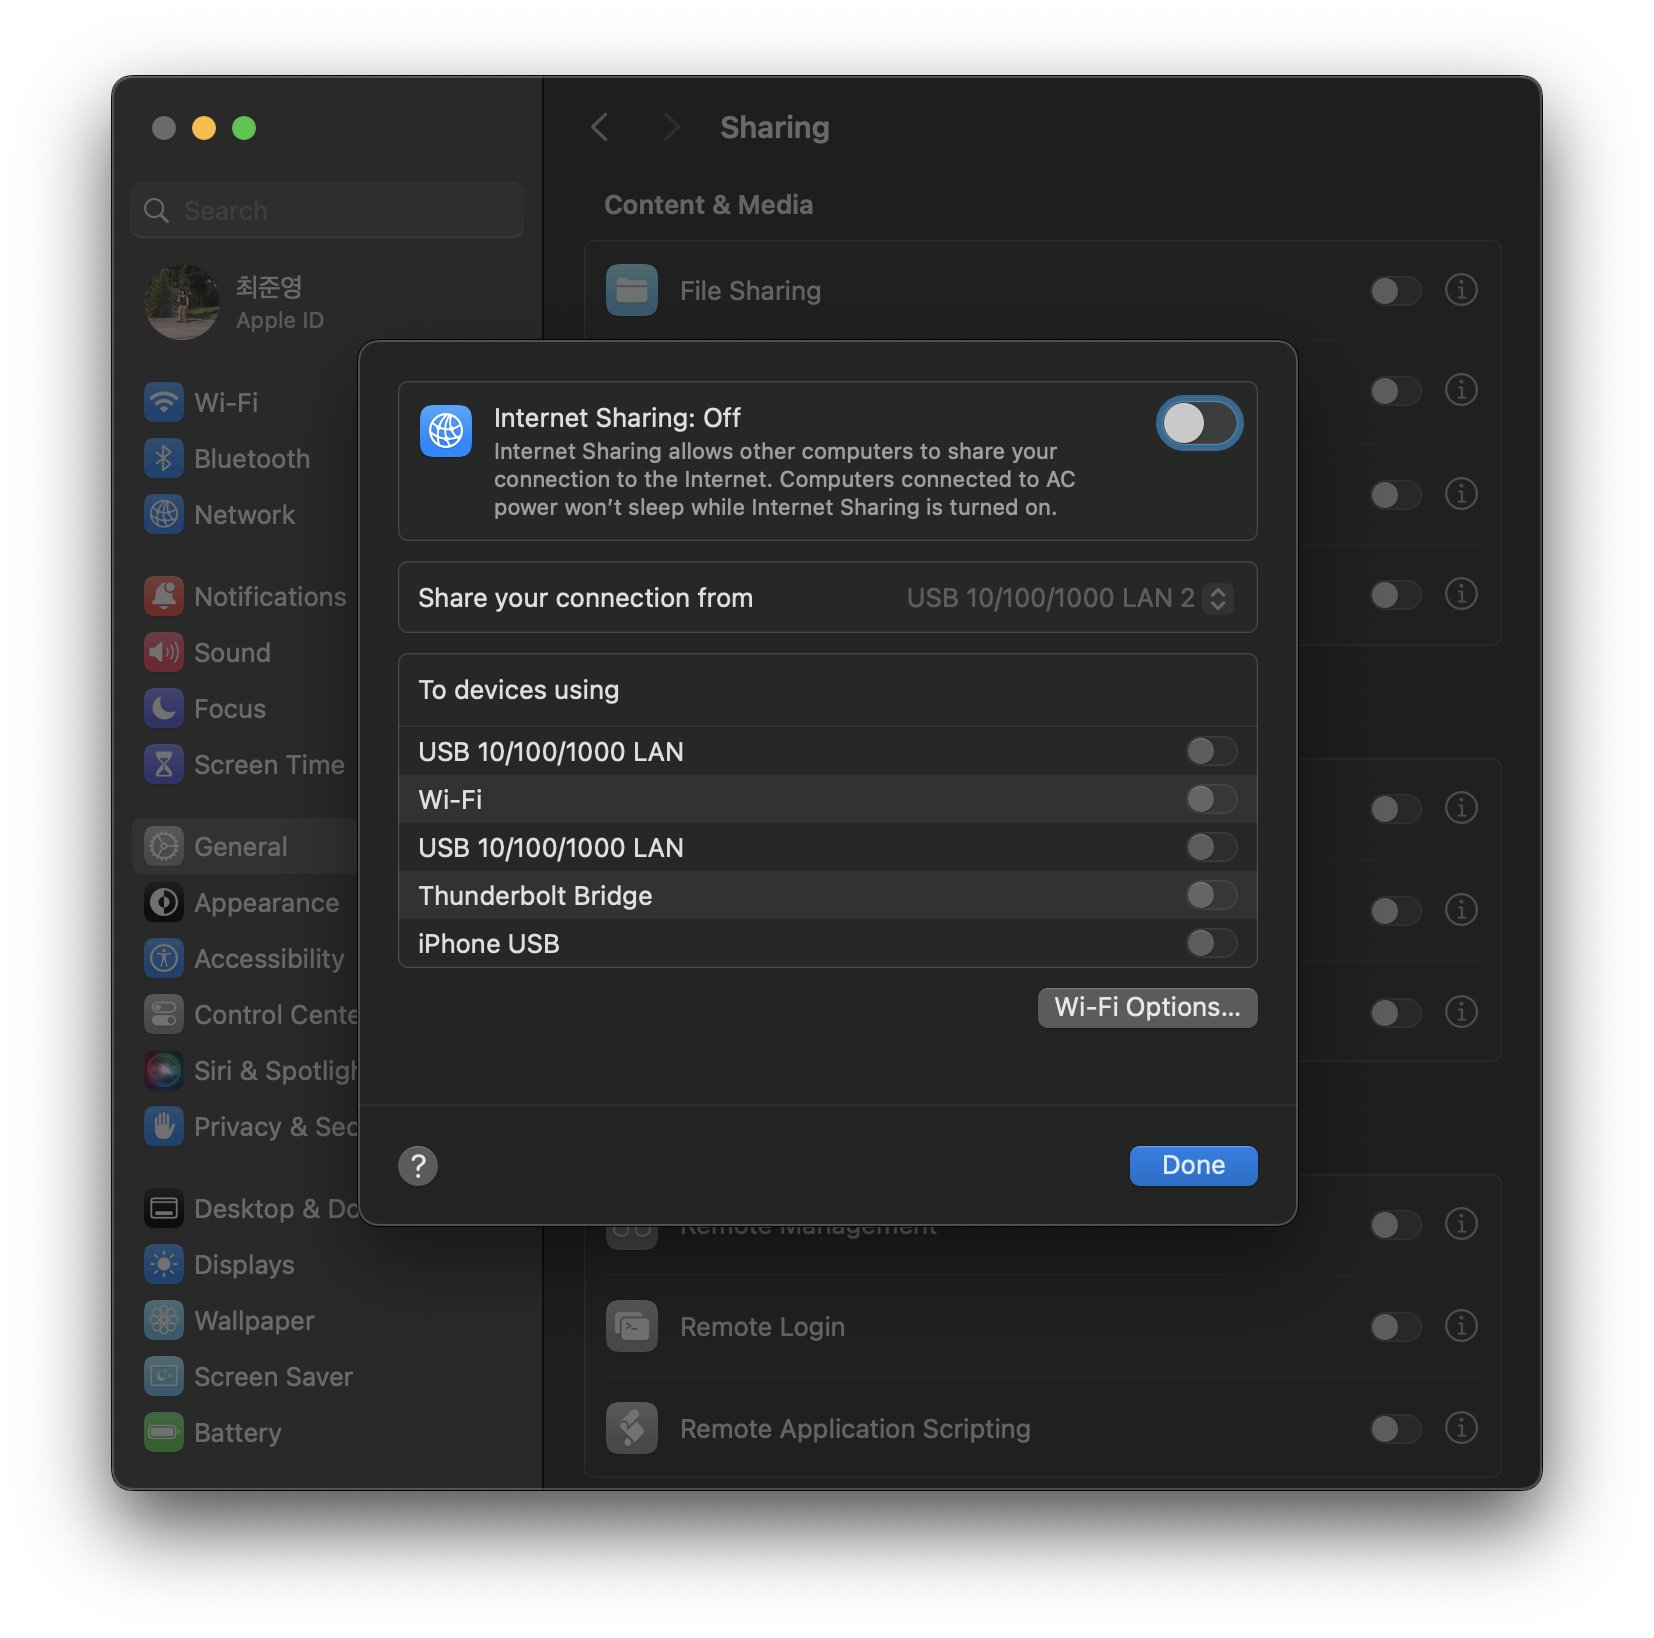 Sharing
Search
최준영
Apple ID
Wi-Fi
Bluetooth
Network
Notifications
Sound
Focus
Screen Time
General
Appearance
Accessibility
Control Cente
Siri & Spotligh
Privacy & Sec
Desktop & Do
Displays
Wallpaper
Screen Saver
Battery
Content & Media
File Sharing
Internet Sharing: Off
Internet Sharing allows other computers to share your
connection to the Internet. Computers connected to AC
power won’t sleep while Internet Sharing is turned on.
Share your connection from USB 10/100/1000 LAN 2
To devices using
USB 10/100/1000 LAN
Wi-Fi
USB 10/100/1000 LAN
Thunderbolt Bridge
iPhone USB
Wi-Fi Options...
?
Done
Remote Management
Remote Login
Remote Application Scripting